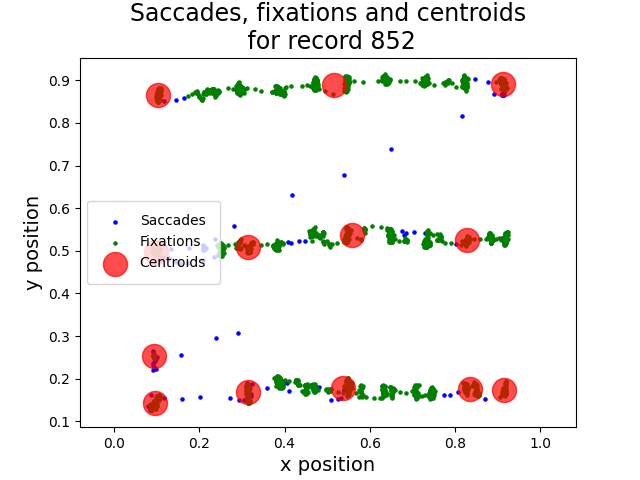 Saccades, fixations and centroids
for record 852
y position
0.9
0.8
0.7
0.6
0.5
0.4
0.3
0.2
0.1
Saccades
Fixations
Centroids
0.0 0.2 0.4 0.6 0.8 1.0
x position